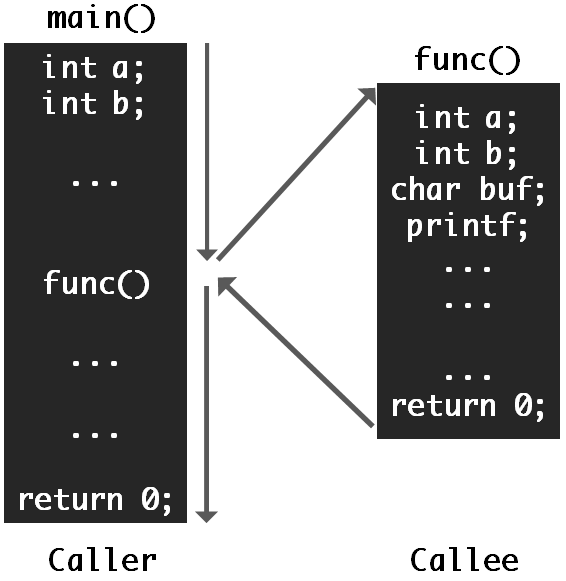 main()
int a;
int b;
...
func()
...
...
return 0;
Caller
func()
int a;
int b;
char buf;
printf;
...
...
...
return 0;
Callee